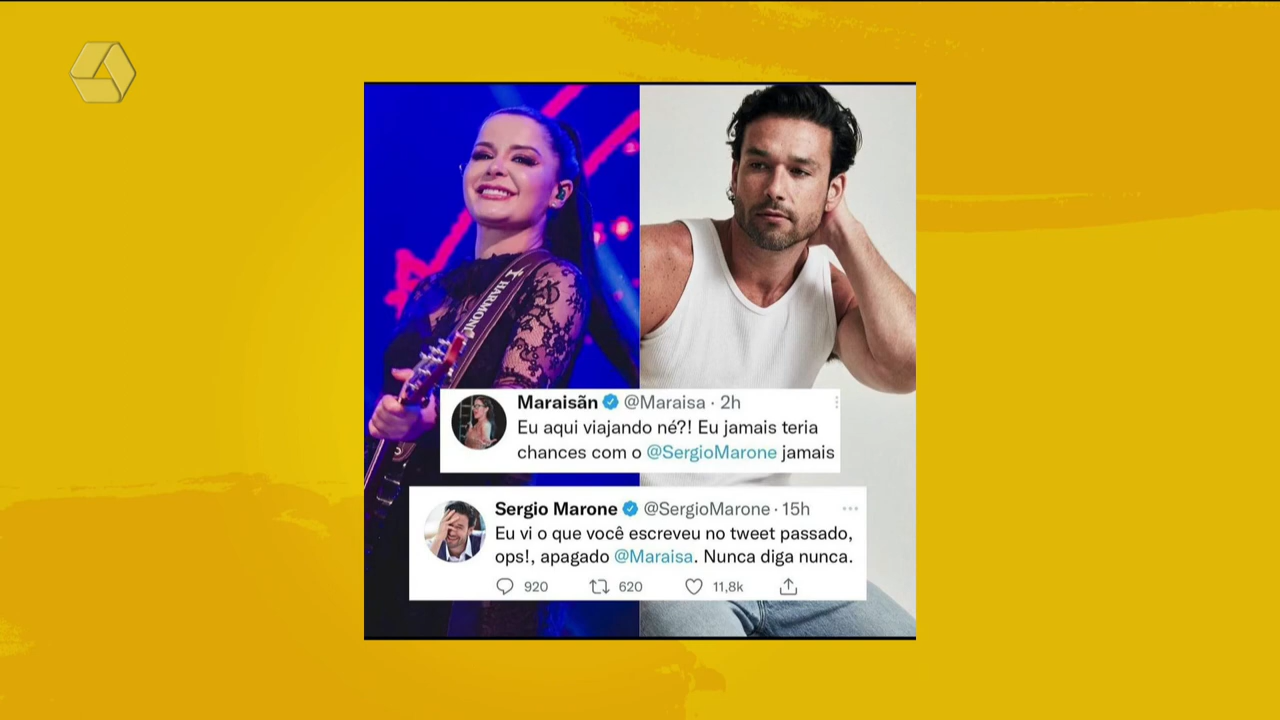 HARMONI
Maraisãn @Maraisa · 2h
Eu aqui viajando né?! Eu jamais teria
chances com o @SergioMarone jamais
Sergio Marone @SergioMarone · 15h
Eu vi o que você escreveu no tweet passado,
ops!, apagado @Maraisa. Nunca diga nunca.
920 620 11,8k